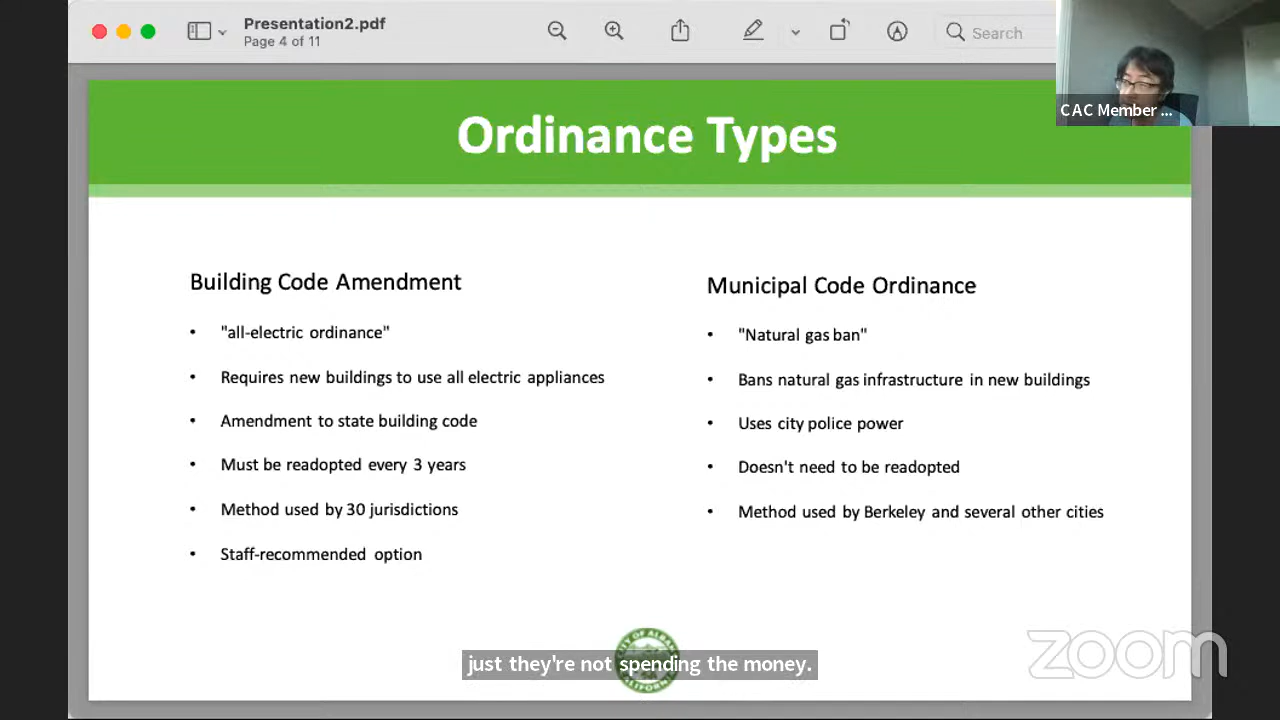 Presentation2.pdf
Page 4 of 11
Search
CAC Member ...
Ordinance Types
Building Code Amendment
• "all-electric ordinance"
• Requires new buildings to use all electric appliances
• Amendment to state building code
• Must be readopted every 3 years
• Method used by 30 jurisdictions
• Staff-recommended option
Municipal Code Ordinance
• "Natural gas ban"
• Bans natural gas infrastructure in new buildings
• Uses city police power
• Doesn't need to be readopted
• Method used by Berkeley and several other cities
just they're not spending the money.
zoom